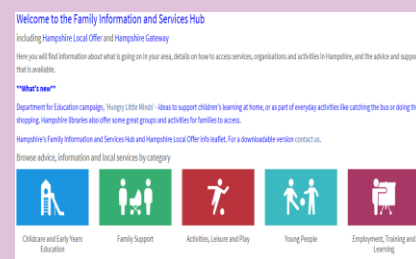 Welcome to the Family Information and Services Hub
including Hampshire Local Offer and Hampshire Gateway
Here you will find information about what is going on in your area, details on how to access services, organisations and activities in Hampshire, and the advice and suppor
that is available.
**What's new**
Department for Education campaign, 'Hungry Little Minds' - ideas to support children's learning at home, or as part of everyday activities like catching the bus or doing the
shopping. Hampshire libraries also offer some great groups and activities for families to access.
Hampshire's Family Information and Services Hub and Hampshire Local Offer Info leaflet. For a downloadable version contact us.
Browse advice, information and local services by category
Childcare and Early Years
Education
Family Support
Activities, Leisure and Play
Young People
Employment, Training and
Learning